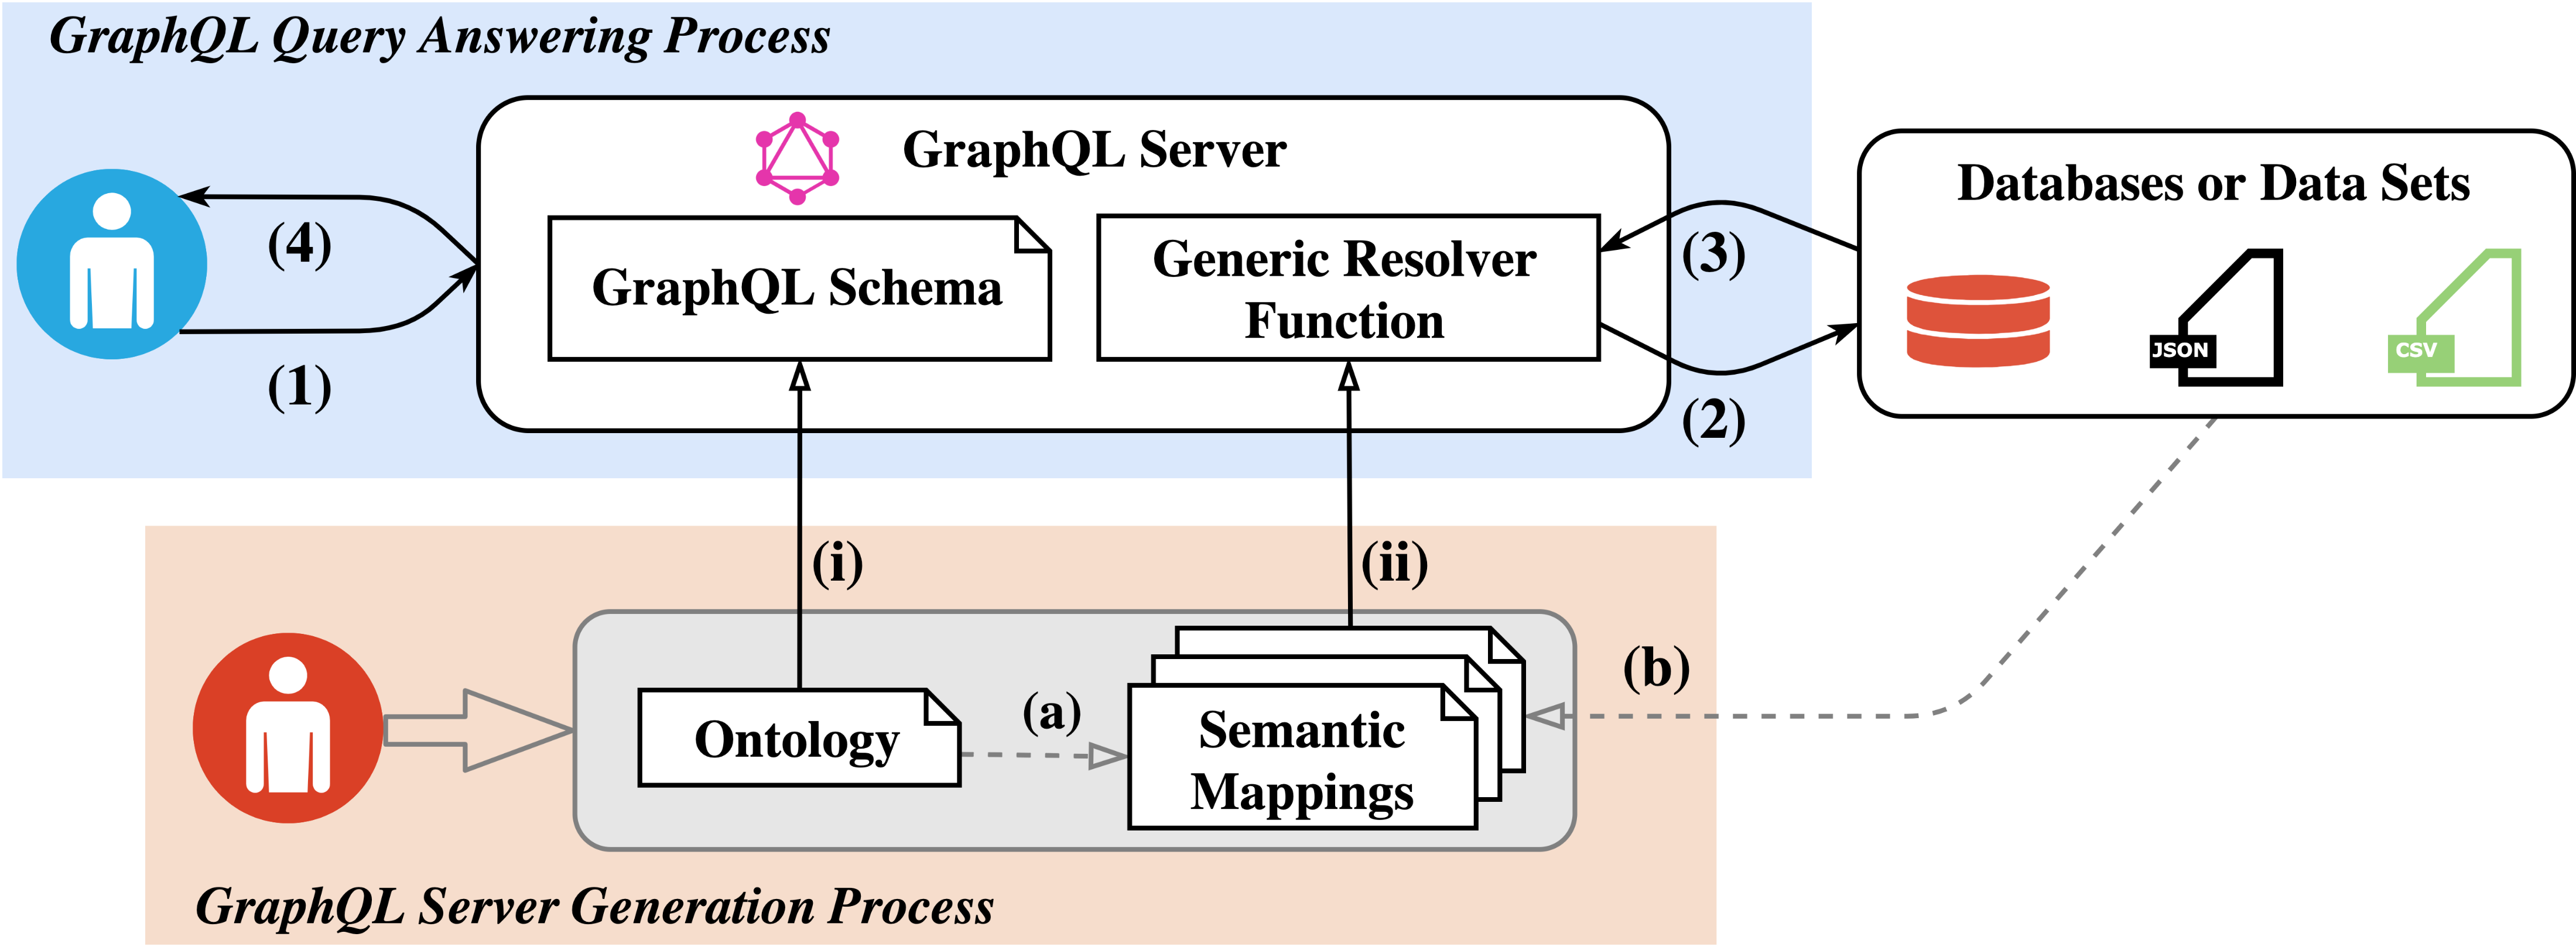 GraphQL Query Answering Process
GraphQL Server
Databases or Data Sets
(4)
GraphQL Schema
Generic Resolver
Function
(3)
JSON
CSV
(1)
(2)
(i)
(ii)
(b)
Ontology
(a)
Semantic
Mappings
GraphQL Server Generation Process